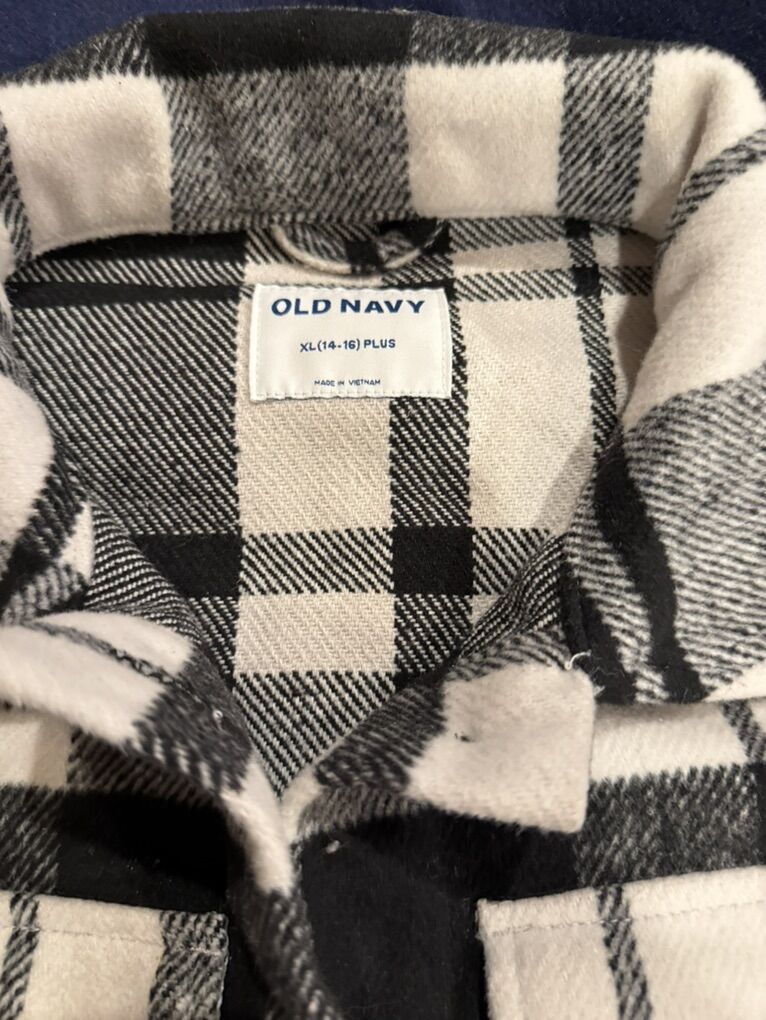 OLD NAVY
XL(14-16) PLUS
MADE IN VIETNAM